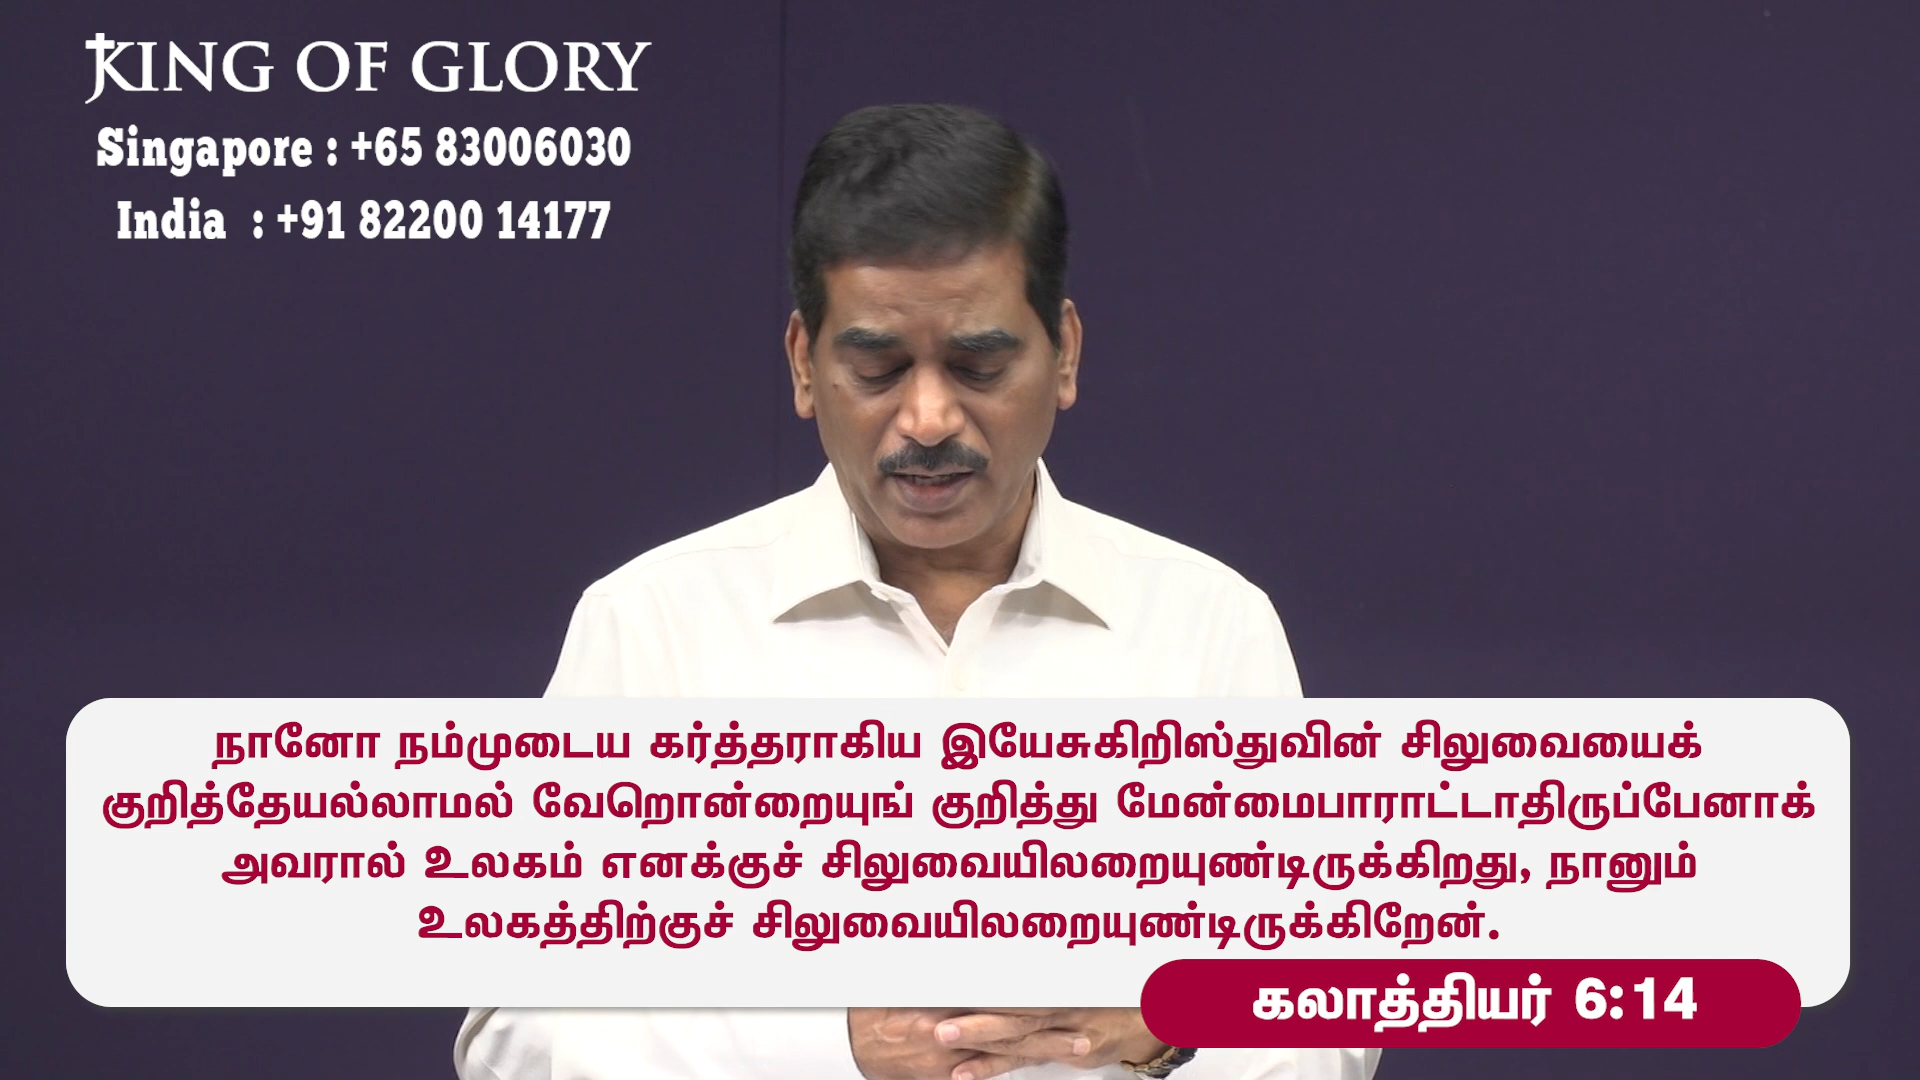 KING OF GLORY
Singapore : +65 83006030
India : +91 82200 14177
நானோ நம்முடைய கர்த்தராகிய இயேசுகிறிஸ்துவின் சிலுவையைக்
குறித்தேயல்லாமல் வேறொன்றையுங் குறித்து மேன்மைபாராட்டாதிருப்பேனாக்
அவரால் உலகம் எனக்குச் சிலுவையிலறையுண்டிருக்கிறது, நானும்
உலகத்திற்குச் சிலுவையிலறையுண்டிருக்கிறேன்.
கலாத்தியர் 6:14